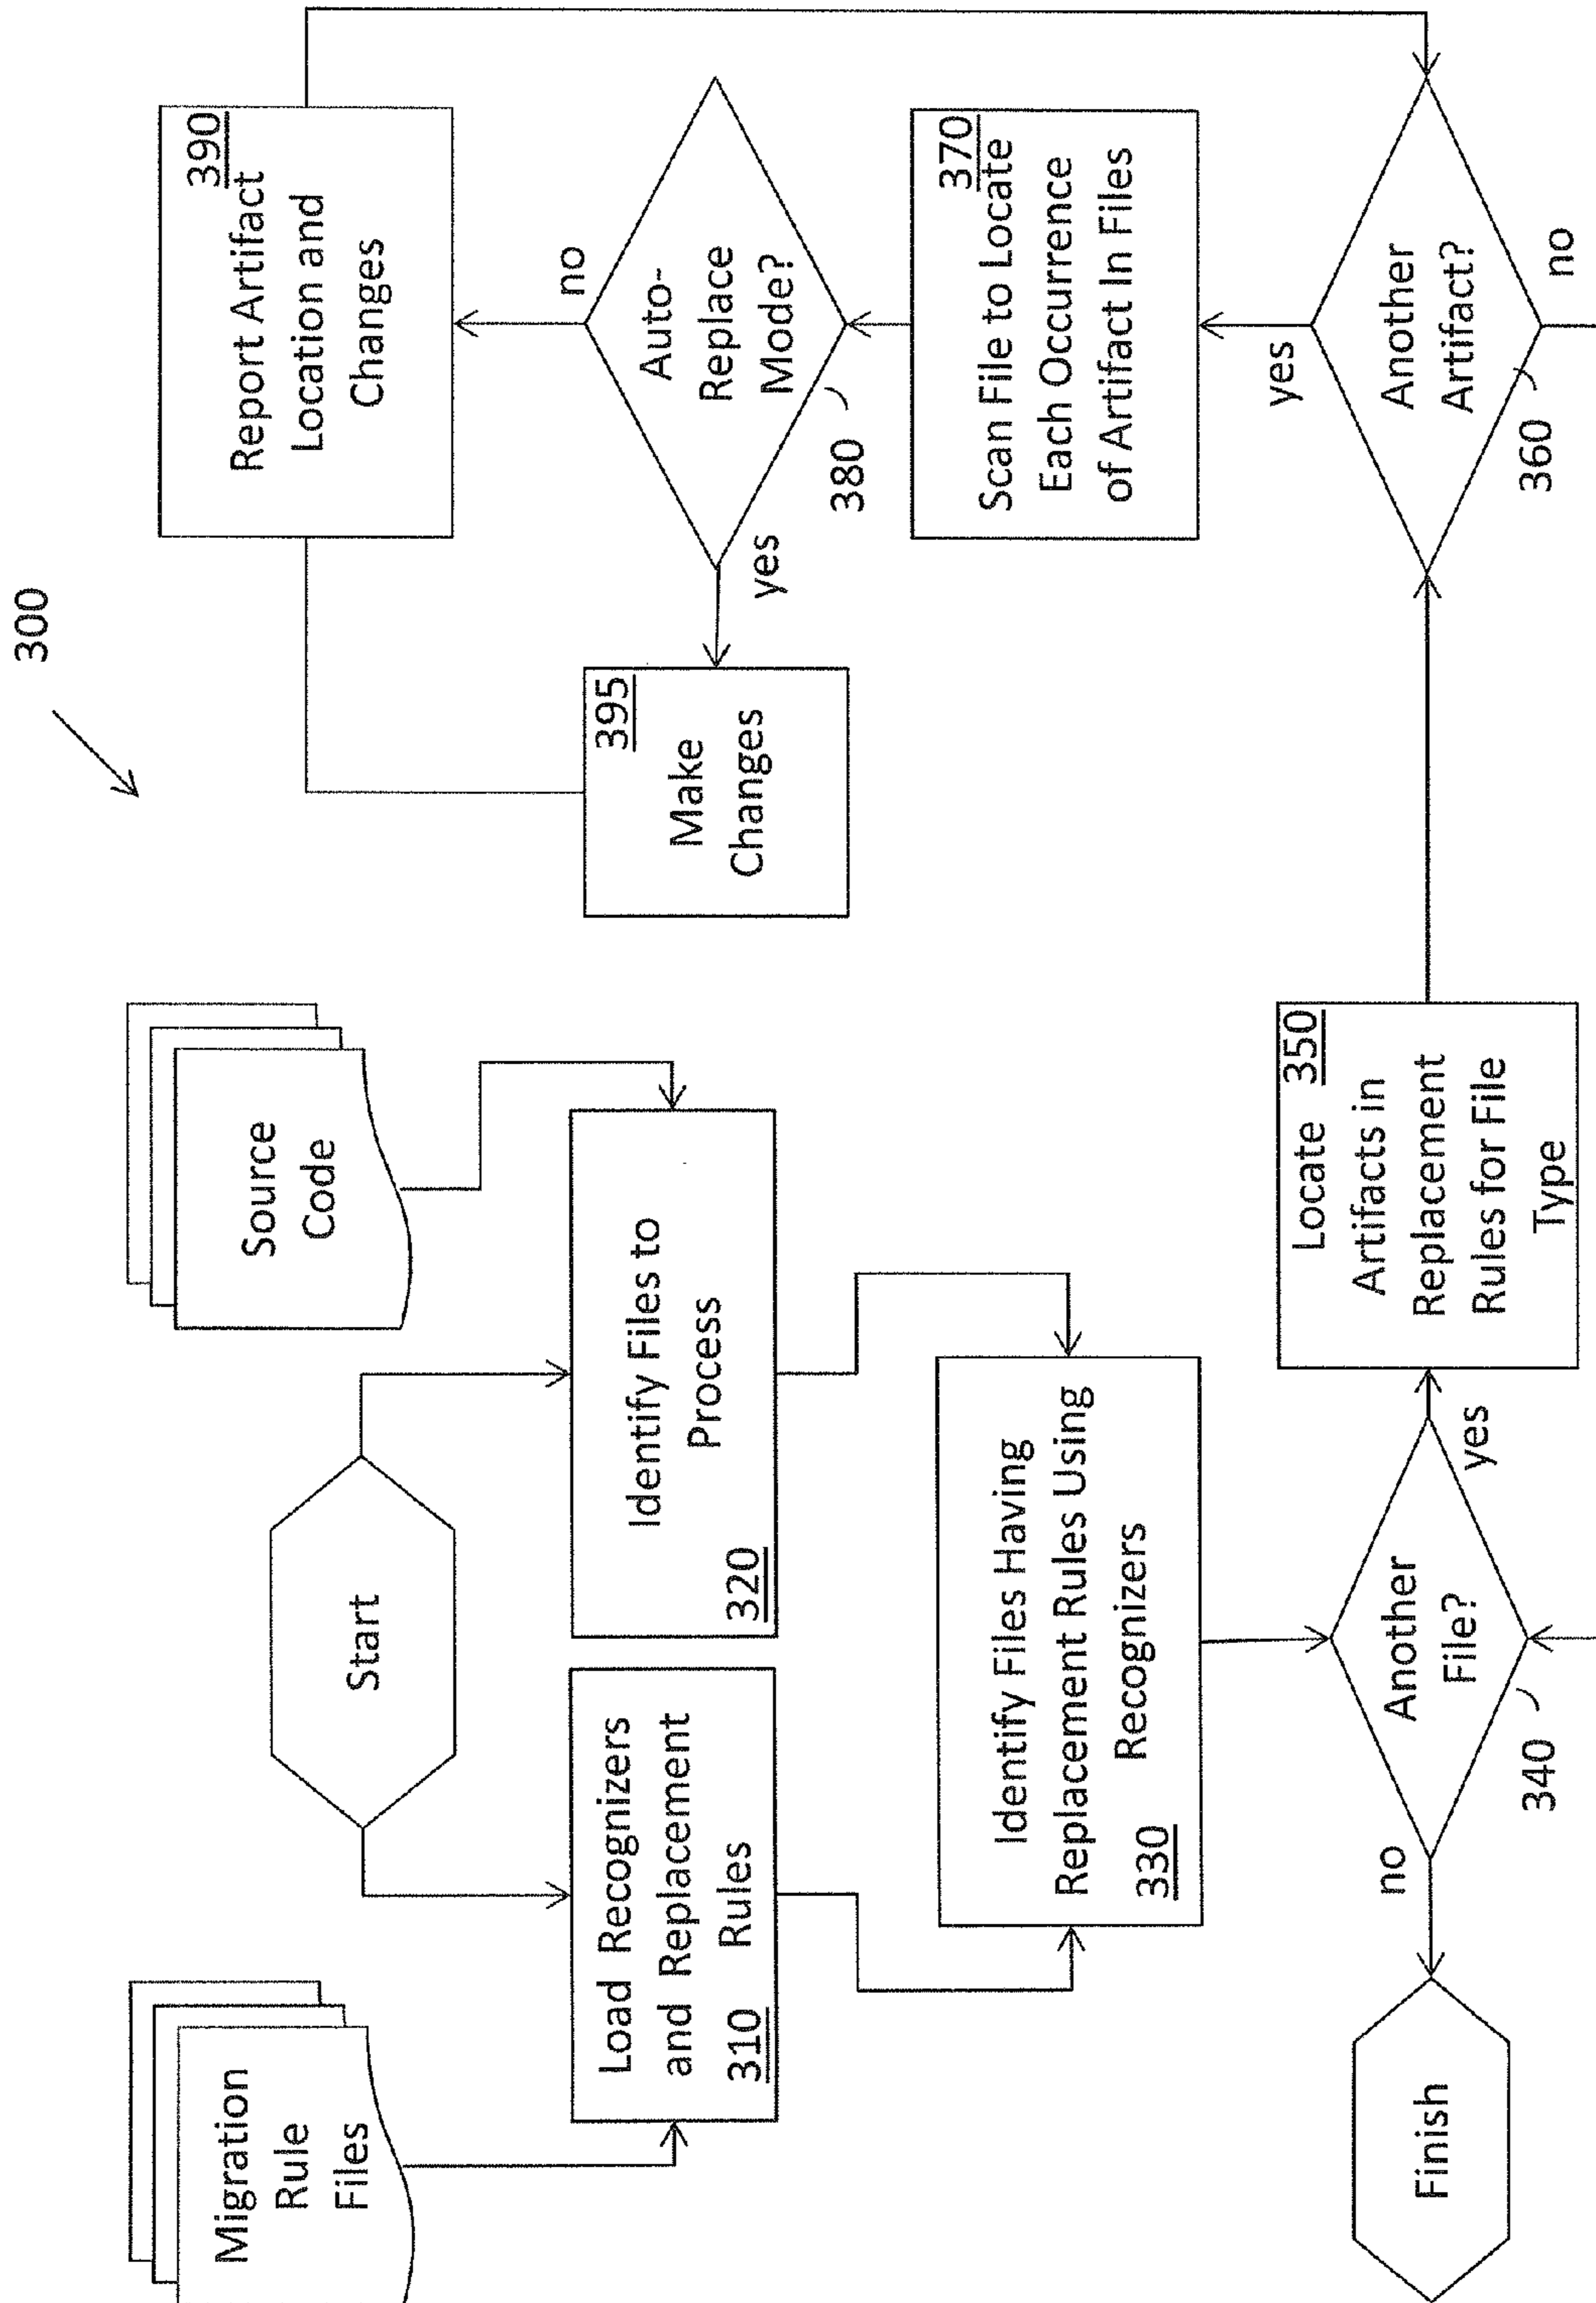 300
Migration
Rule
Files
Start
Source
Code
Load Recognizers
and Replacement
310 Rules
Identify Files to
Process
320
Identify Files Having
Replacement Rules Using
330 Recognizers
Another
File?
340
no
yes
Finish
Locate 350
Artifacts in
Replacement
Rules for File
Type
Another
Artifact?
360
yes
no
370
Scan File to Locate
Each Occurrence
of Artifact In Files
Auto-
Replace
Mode?
380
yes
no
395
Make
Changes
390
Report Artifact
Location and
Changes